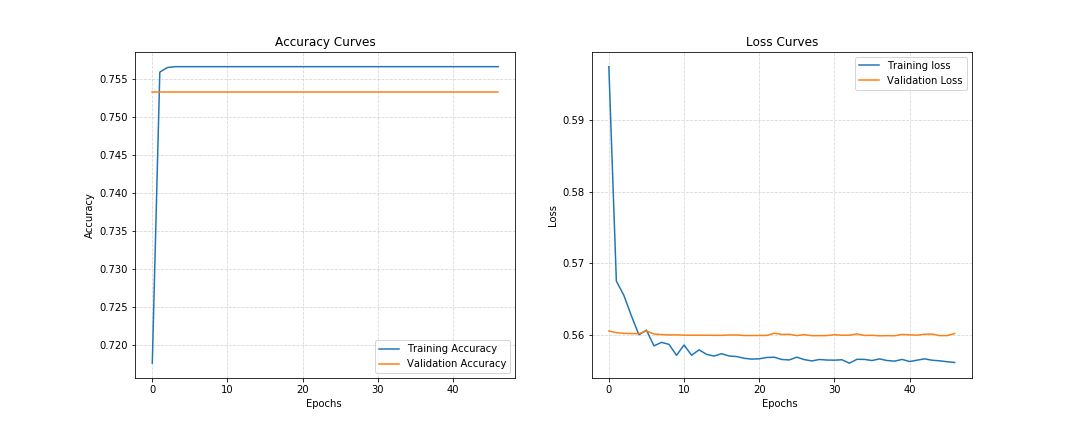 Accuracy Curves
0.755
0.750
0.745
0.740
0.735
0.730
0.725
0.720
Accuracy
0
10
20
30
40
Epochs
Training Accuracy
Validation Accuracy
Loss Curves
0.59
0.58
0.57
0.56
Loss
0
10
20
30
40
Epochs
Training loss
Validation Loss